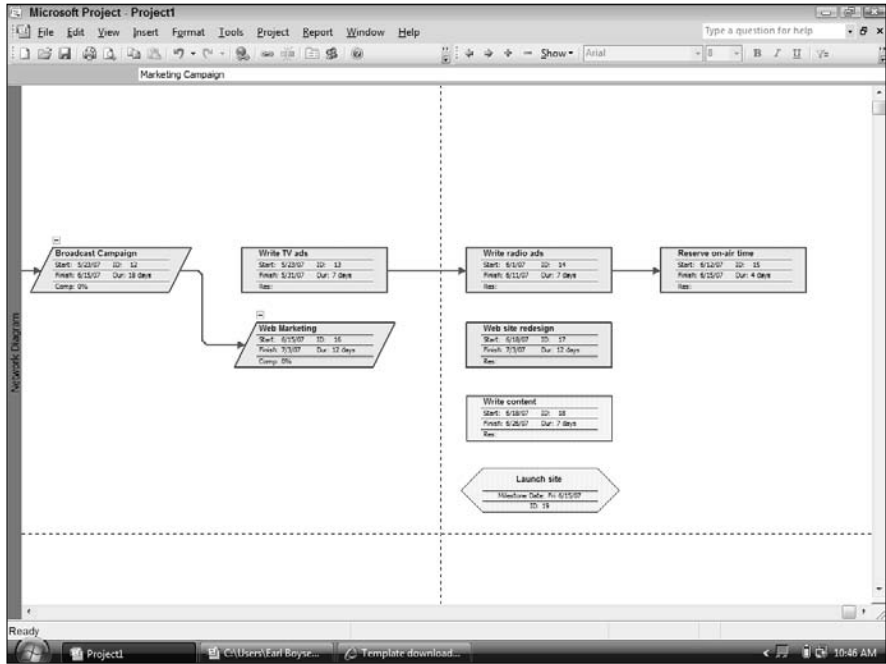 Microsoft Project - Project1
File Edit View Insert Format Tools Project Report Window Help
Type a question for help
Show Arial 8 B I U
Marketing Campaign
Network Diagram
Broadcast Campaign
Start: 5/23/07 ID: 12
Finish: 6/15/07 Dur: 18 days
Comp: 0%
Write TV ads
Start: 5/23/07 ID: 13
Finish: 5/31/07 Dur: 7 days
Res:
Write radio ads
Start: 6/1/07 ID: 14
Finish: 6/11/07 Dur: 7 days
Res:
Reserve on-air time
Start: 6/12/07 ID: 15
Finish: 6/15/07 Dur: 4 days
Res:
Web Marketing
Start: 6/15/07 ID: 16
Finish: 7/3/07 Dur: 12 days
Comp: 0%
Web site redesign
Start: 6/18/07 ID: 17
Finish: 7/3/07 Dur: 12 days
Res:
Write content
Start: 6/18/07 ID: 18
Finish: 6/26/07 Dur: 7 days
Res:
Launch site
Milestone Date: Fri 6/15/07
ID: 19
Ready
Project1 C:\Users\Earl Boyse... Template download... 10:46 AM